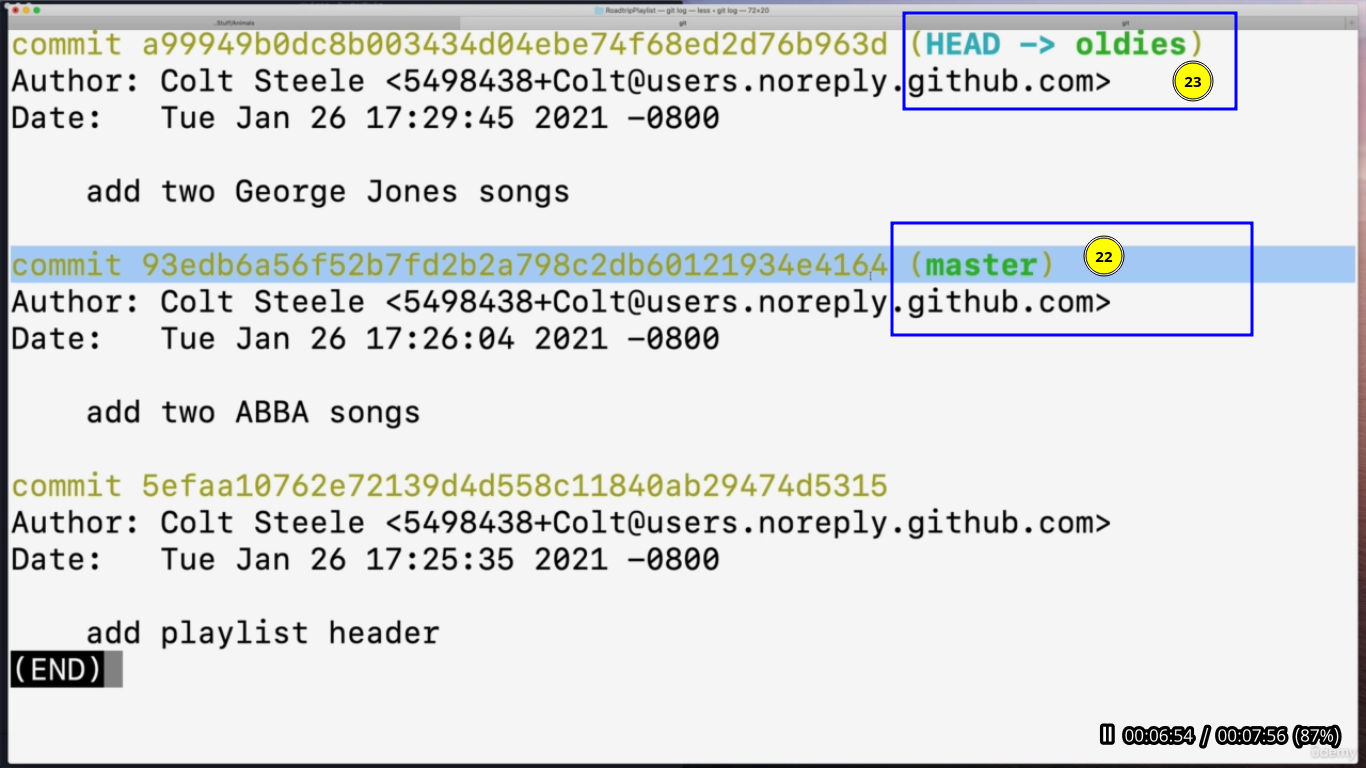 RoadtripPlaylist — git log — less ‹ git log — 72×20
..Stuff/Animals
git
git
commit a99949b0dc8b003434d04ebe74f68ed2d76b963d (HEAD -> oldies)
Author: Colt Steele <5498438+Colt@users.noreply.github.com>
23
Date:   Tue Jan 26 17:29:45 2021 -0800
add two George Jones songs
commit 93edb6a56f52b7fd2b2a798c2db60121934e4164 (master)
22
Author: Colt Steele <5498438+Colt@users.noreply.github.com>
Date:   Tue Jan 26 17:26:04 2021 -0800
add two ABBA songs
commit 5efaa10762e72139d4d558c11840ab29474d5315
Author: Colt Steele <5498438+Colt@users.noreply.github.com>
Date:   Tue Jan 26 17:25:35 2021 -0800
add playlist header
(END)
00:06:54 / 00:07:56 (87%)
ûdemy